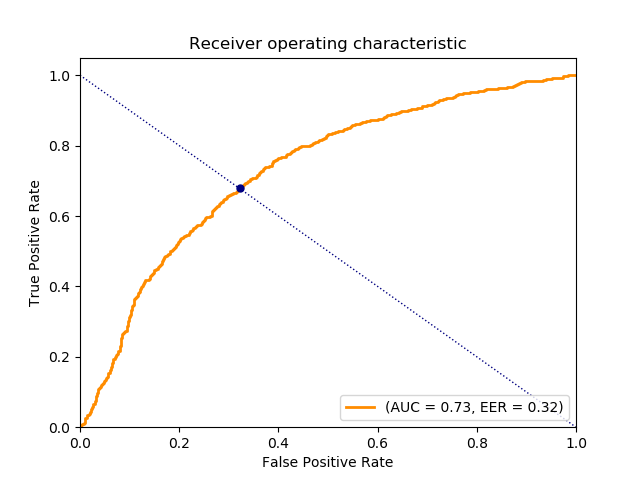 Receiver operating characteristic
True Positive Rate
1.0
0.8
0.6
0.4
0.2
0.0
(AUC = 0.73, EER = 0.32)
0.0 0.2 0.4 0.6 0.8 1.0
False Positive Rate